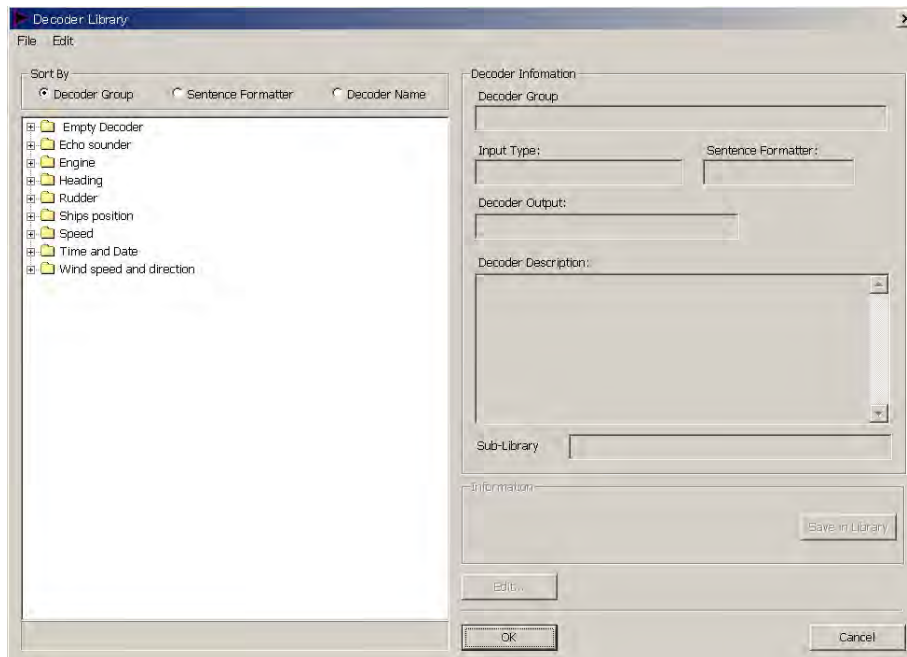 Decoder Library
File Edit
Sort By
Decoder Group Sentence Formatter Decoder Name
Empty Decoder
Echo sounder
Engine
Heading
Rudder
Ships position
Speed
Time and Date
Wind speed and direction
Decoder Infomation
Decoder Group
Input Type: Sentence Formatter:
Decoder Output:
Decoder Description:
Sub-Library
Information
Save in Library
Edit...
OK Cancel